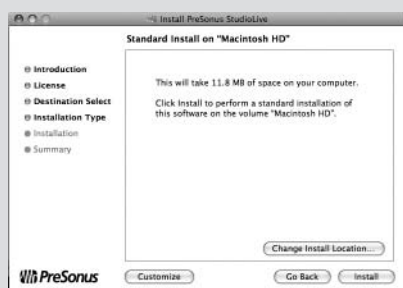 Install PreSonus StudioLive
Standard Install on "Macintosh HD"
Introduction
License
Destination Select
Installation Type
Installation
Summary
This will take 11.8 MB of space on your computer.
Click Install to perform a standard installation of
this software on the volume "Macintosh HD".
Change Install Location...
PreSonus
Customize
Go Back
Install